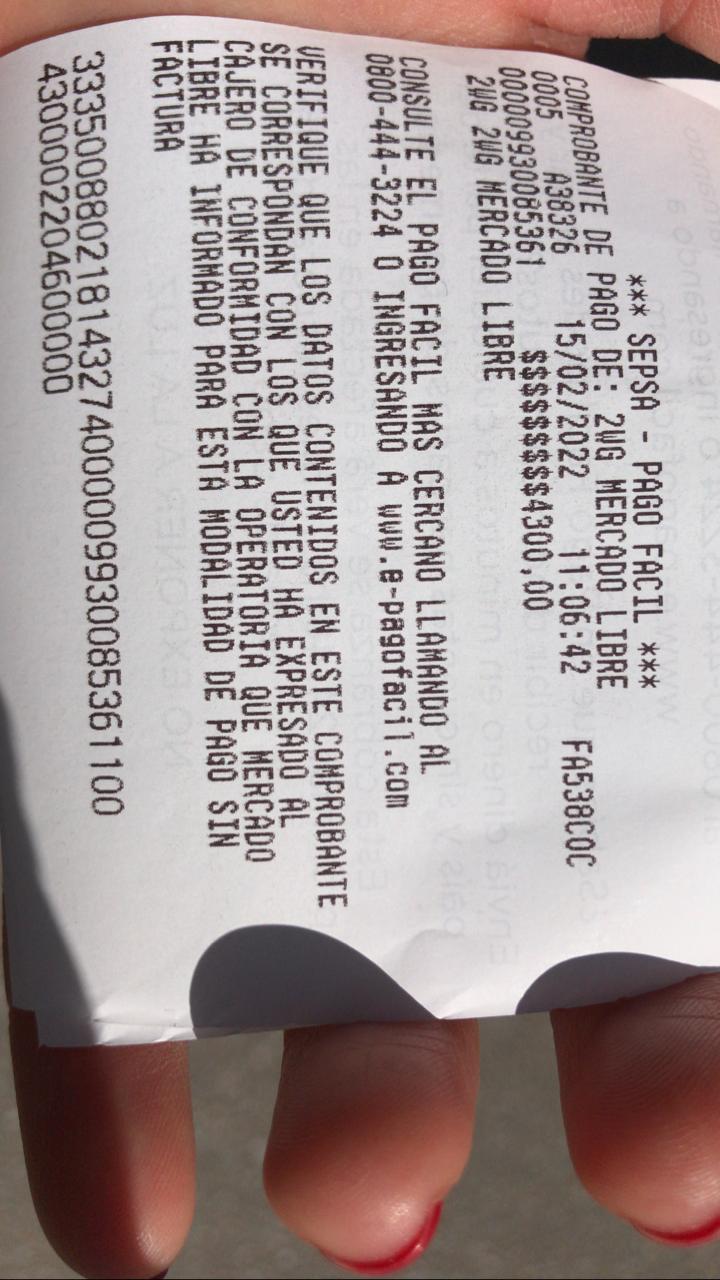 *** SEPSA - PAGO FACIL ***
COMPROBANTE DE PAGO DE: 2WG MERCADO LIBRE
0005 A38326 15/02/2022 11:06:42 FA538COC
00000993008536​1 $$$$$$$$$4300,00
2WG 2WG MERCADO LIBRE
CONSULTE EL PAGO FACIL MAS CERCANO LLAMANDO AL
0800-444-3224 O INGRESANDO A www.e-pagofacil.com
VERIFIQUE QUE LOS DATOS CONTENIDOS EN ESTE COMPROBANTE
SE CORRESPONDAN CON LOS QUE USTED HA EXPRESADO AL
CAJERO DE CONFORMIDAD CON LA OPERATORIA QUE MERCADO
LIBRE HA INFORMADO PARA ESTA MODALIDAD DE PAGO SIN
FACTURA
333500880218143274000009930085361100
430000220460​0000